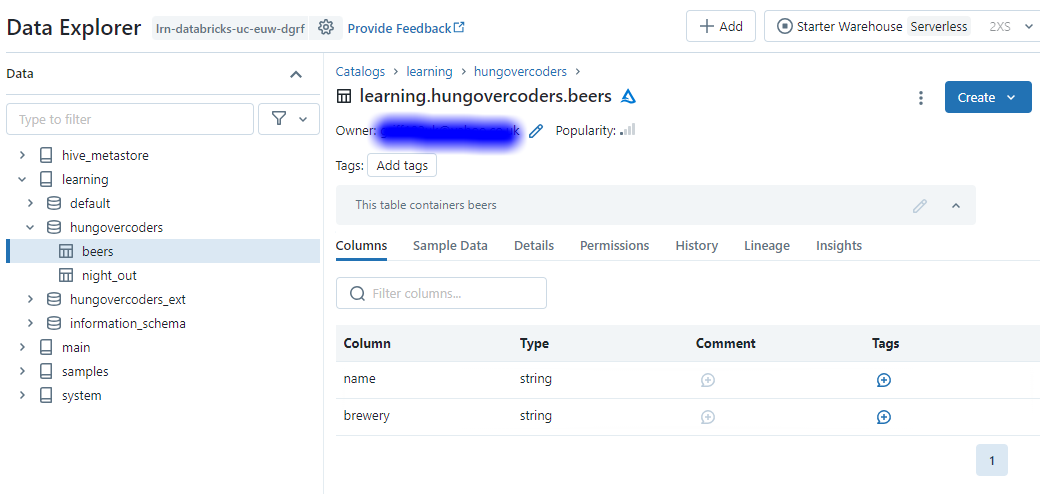 Data Explorer lrn-databricks-uc-euw-dgrf Provide Feedback
Add
Starter Warehouse Serverless 2XS
Data
Type to filter
hive_metastore
learning
default
hungovercoders
beers
night_out
hungovercoders_ext
information_schema
main
samples
system
Catalogs > learning > hungovercoders >
learning.hungovercoders.beers
Create
Owner: Popularity:
Tags: Add tags
This table containers beers
Columns Sample Data Details Permissions History Lineage Insights
Filter columns...
Column Type Comment Tags
name string
brewery string
1